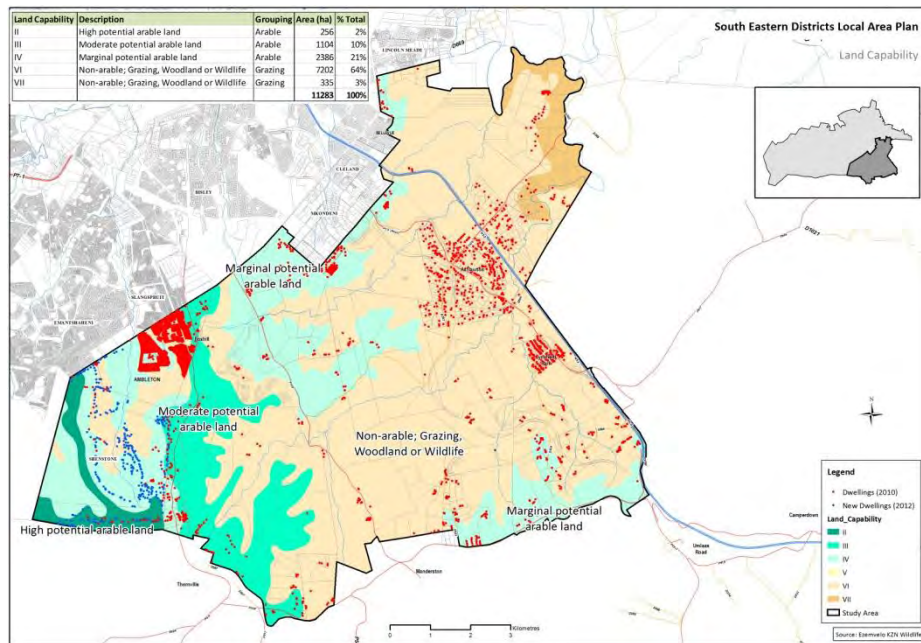 Land Capability Description Grouping Area (ha) % Total
II High potential arable land Arable 256 2%
III Moderate potential arable land Arable 1104 10%
IV Marginal potential arable land Arable 2386 21%
VI Non-arable; Grazing, Woodland or Wildlife Grazing 7202 64%
VII Non-arable; Grazing, Woodland or Wildlife Grazing 335 3%
11283 100%
South Eastern Districts Local Area Plan
Land Capability
LINCOLN MEADE
CLELAND
BISLEY
MKONDENI
SLANGSPRUIT
AMBLETON
Marginal potential
arable land
Moderate potential
arable land
Non-arable; Grazing,
Woodland or Wildlife
High potential arable land
Marginal potential
arable land
Thornville
Manderston
Umlaas
Road
Camperdown
N
Legend
Dwellings (2010)
New Dwellings (2012)
Land_Capability
II
III
IV
V
VI
VII
Study Area
0 1 2 3
Kilometres
Source: Ezemvelo KZN Wildlife